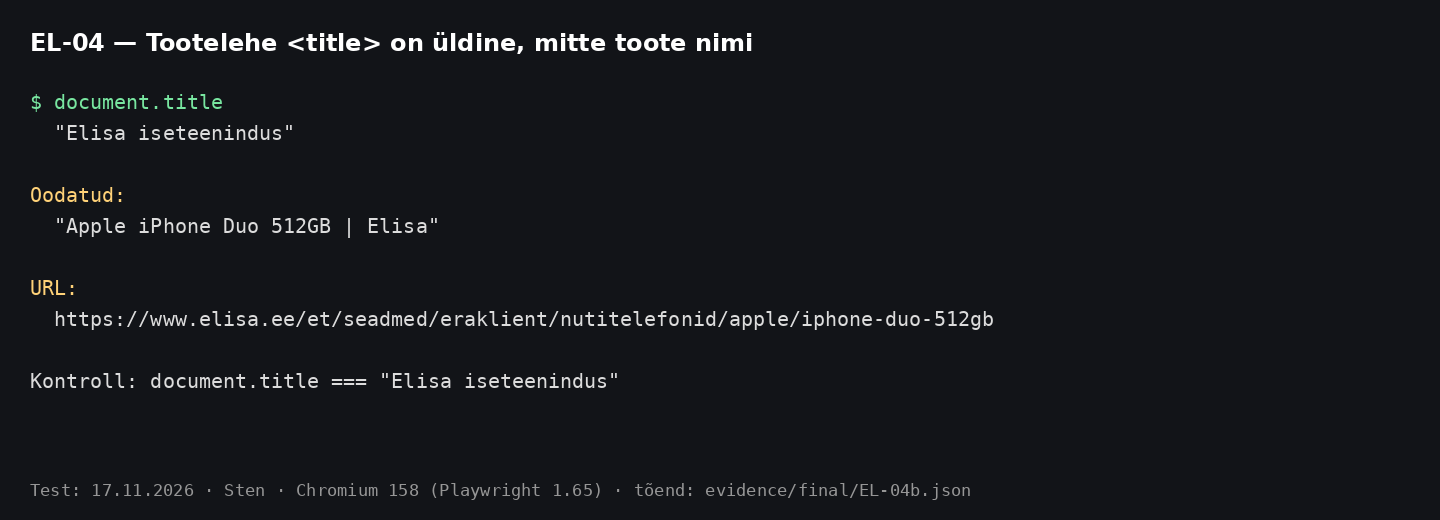 EL-04 — Tootelehe <title> on üldine, mitte toote nimi
$ document.title
"Elisa iseteenindus"
Oodatud:
"Apple iPhone Duo 512GB | Elisa"
URL:
https://www.elisa.ee/et/seadmed/eraklient/nutitelefonid/apple/iphone-duo-512gb
Kontroll: document.title === "Elisa iseteenindus"
Test: 17.11.2026 · Sten · Chromium 158 (Playwright 1.65) · tõend: evidence/final/EL-04b.json